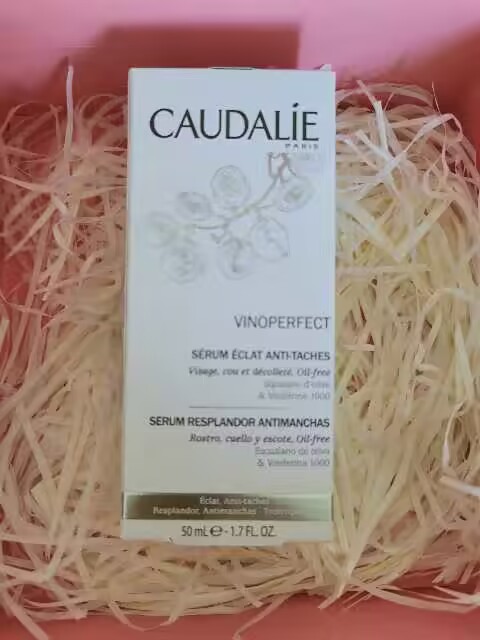 CAUDALÍE
PARIS
VINOPERFECT
SÉRUM ÉCLAT ANTI-TACHES
Visage, cou et décolleté, Oil-free
Squalane d'olive
& Viniférine 1000
SERUM RESPLANDOR ANTIMANCHAS
Rostro, cuello y escote, Oil-free
Escualano de oliva
& Viniferina 1000
Éclat, Anti-taches
Resplandor, Antimanchas
50 mL e - 1.7 FL. OZ.